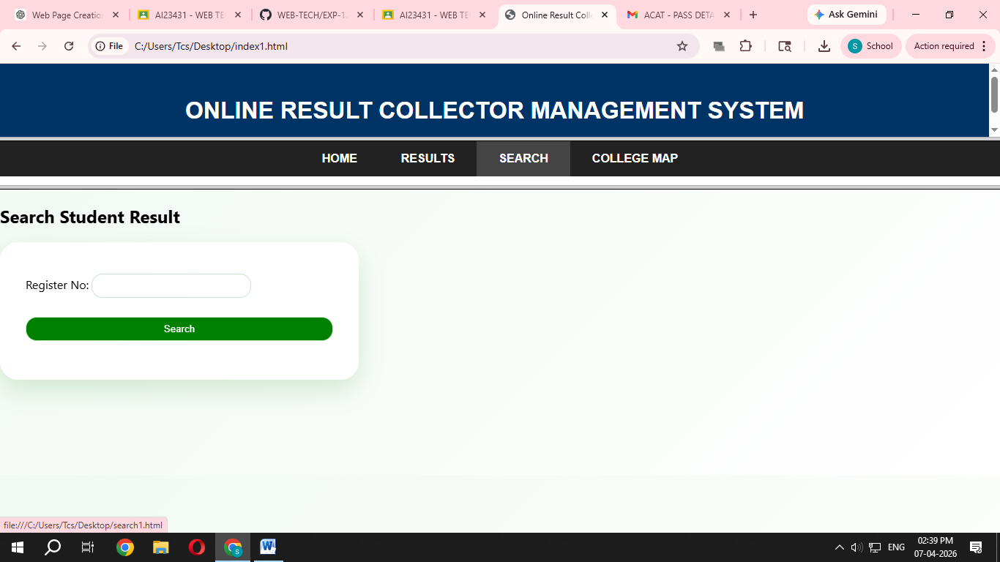 Web Page Creation
AI23431 - WEB TE
WEB-TECH/EXP-1
AI23431 - WEB TE
Online Result Coll
ACAT - PASS DETA
Ask Gemini
File
C:/Users/Tcs/Desktop/index1.html
S
School
Action required
ONLINE RESULT COLLECTOR MANAGEMENT SYSTEM
HOME RESULTS SEARCH COLLEGE MAP
Search Student Result
Register No:
Search
file:///C:/Users/Tcs/Desktop/search1.html
S
W
ENG
02:39 PM
07-04-2026